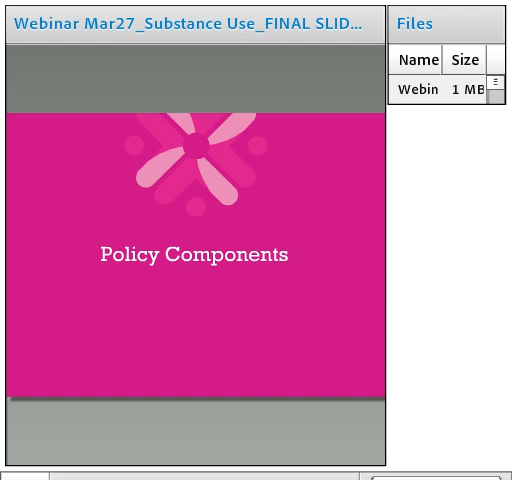 Webinar Mar27_Substance Use_FINAL SLID...
Files
Name Size
Webin 1 MB
Policy Components